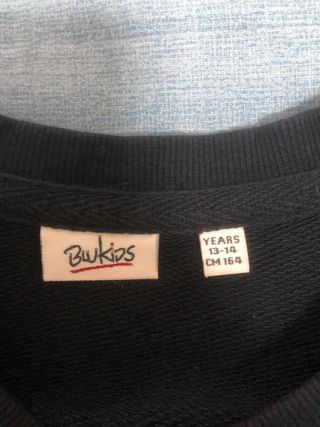 BluKids
YEARS
13-14
CM 164